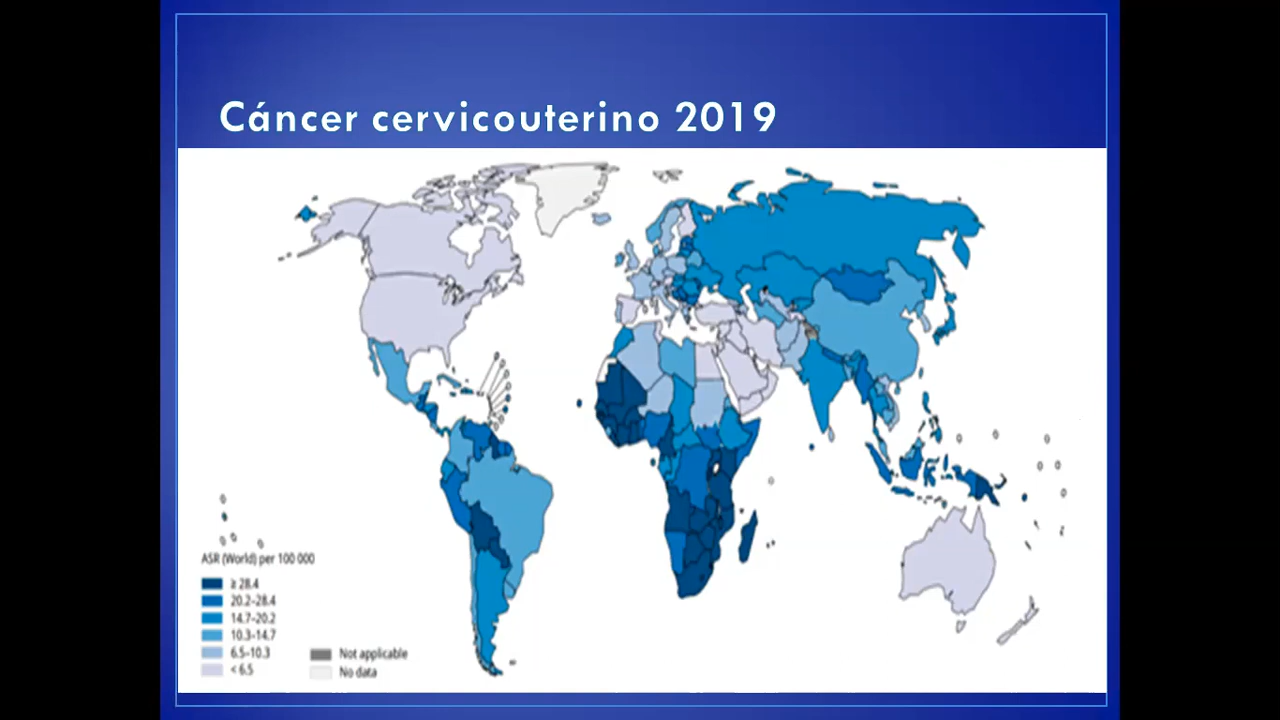 Cáncer cervicouterino 2019
ASR (World) per 100 000
≥ 28.4
20.2–28.4
14.7–20.2
10.3–14.7
6.5–10.3
< 6.5
Not applicable
No data